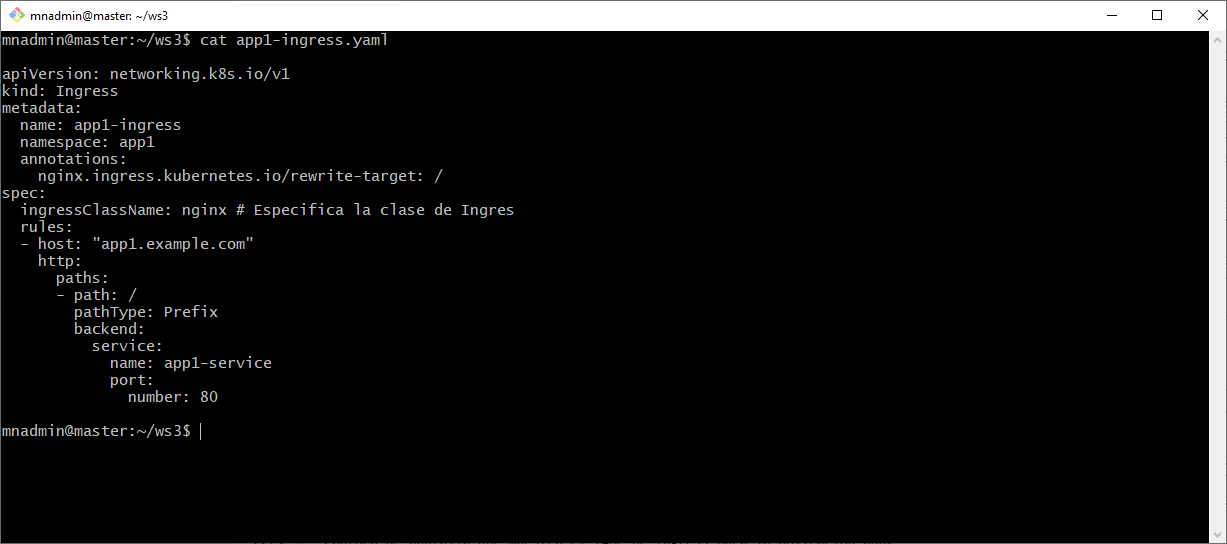 mnadmin@master: ~/ws3
mnadmin@master:~/ws3$ cat app1-ingress.yaml
apiVersion: networking.k8s.io/v1
kind: Ingress
metadata:
  name: app1-ingress
  namespace: app1
  annotations:
    nginx.ingress.kubernetes.io/rewrite-target: /
spec:
  ingressClassName: nginx # Especifica la clase de Ingres
  rules:
  - host: "app1.example.com"
    http:
      paths:
      - path: /
        pathType: Prefix
        backend:
          service:
            name: app1-service
            port:
              number: 80
mnadmin@master:~/ws3$